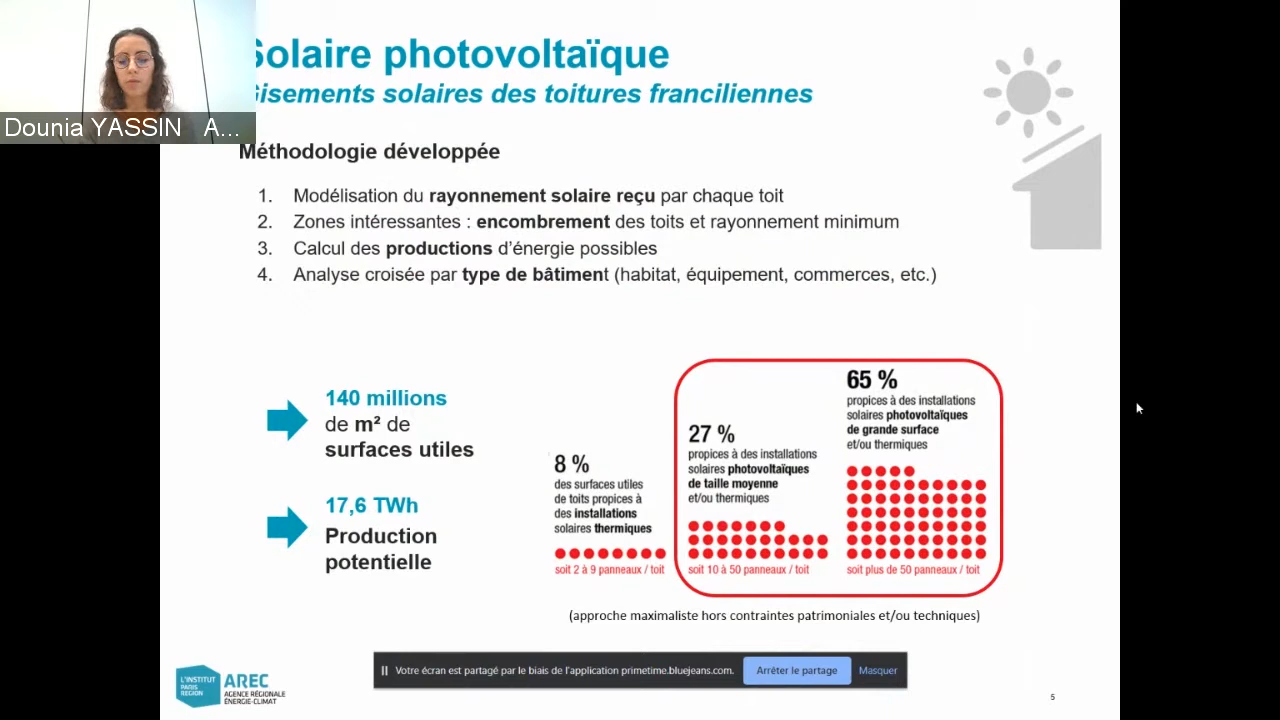 Solaire photovoltaïque
Gisements solaires des toitures franciliennes
Dounia YASSIN A...
Méthodologie développée
1. Modélisation du rayonnement solaire reçu par chaque toit
2. Zones intéressantes : encombrement des toits et rayonnement minimum
3. Calcul des productions d'énergie possibles
4. Analyse croisée par type de bâtiment (habitat, équipement, commerces, etc.)
140 millions
de m² de
surfaces utiles
17,6 TWh
Production
potentielle
8 %
des surfaces utiles
de toits propices à
des installations
solaires thermiques
soit 2 à 9 panneaux / toit
27 %
propices à des installations
solaires photovoltaïques
de taille moyenne
et/ou thermiques
soit 10 à 50 panneaux / toit
65 %
propices à des installations
solaires photovoltaïques
de grande surface
et/ou thermiques
soit plus de 50 panneaux / toit
(approche maximaliste hors contraintes patrimoniales et/ou techniques)
Votre écran est partagé par le biais de l'application primetime.bluejeans.com.
Arrêter le partage
Masquer
L'INSTITUT
PARIS
REGION
AREC
AGENCE RÉGIONALE
ÉNERGIE-CLIMAT
5